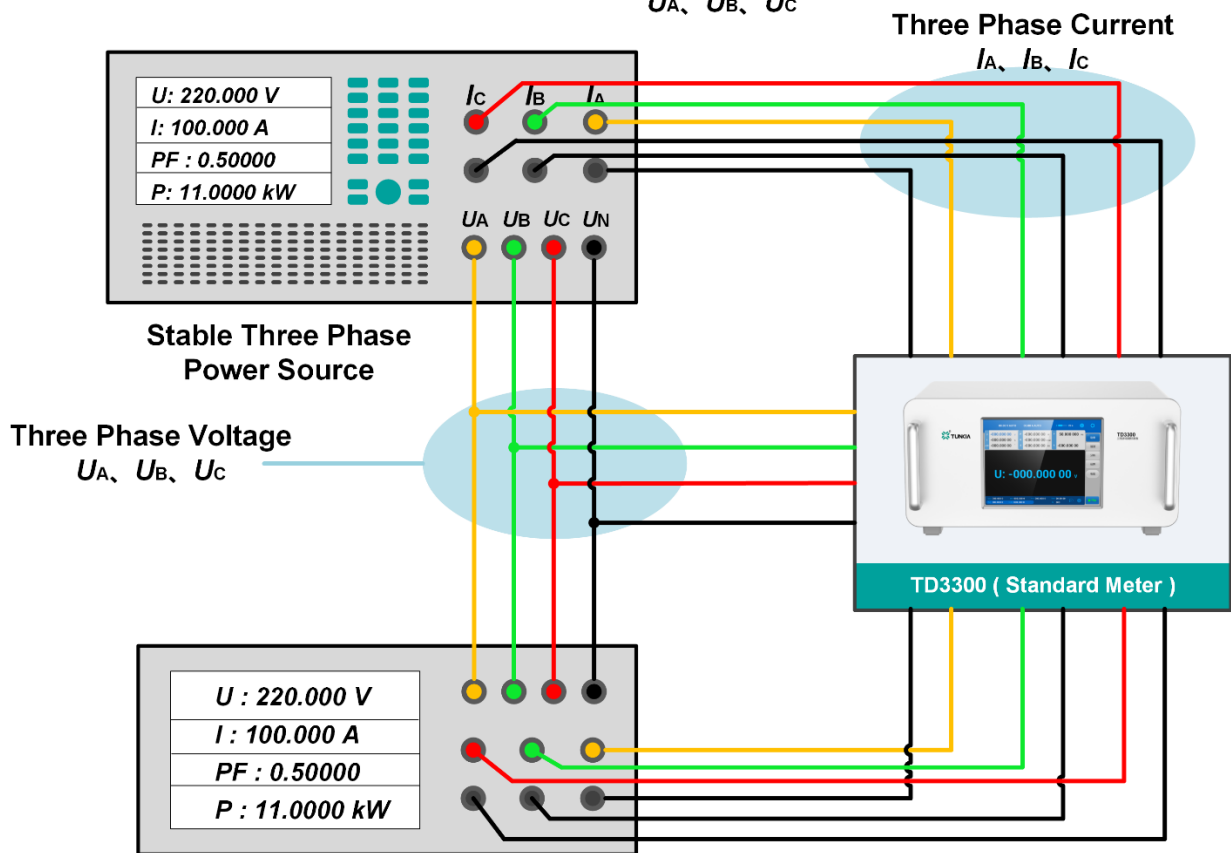 UA、UB、UC
Three Phase Current
IA、IB、IC
U: 220.000 V
I: 100.000 A
PF : 0.50000
P: 11.0000 kW
IC IB IA
UA UB UC UN
Stable Three Phase
Power Source
Three Phase Voltage
UA、UB、UC
TUNGA
TD3300
U: -000.000 00
TD3300 ( Standard Meter )
U : 220.000 V
I : 100.000 A
PF : 0.50000
P : 11.0000 kW